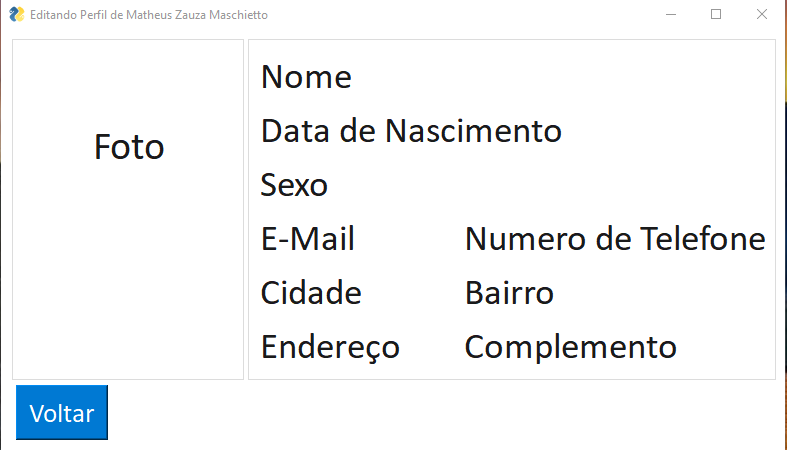 Editando Perfil de Matheus Zauza Maschietto
Foto
Nome
Data de Nascimento
Sexo
E-Mail Numero de Telefone
Cidade Bairro
Endereço Complemento
Voltar